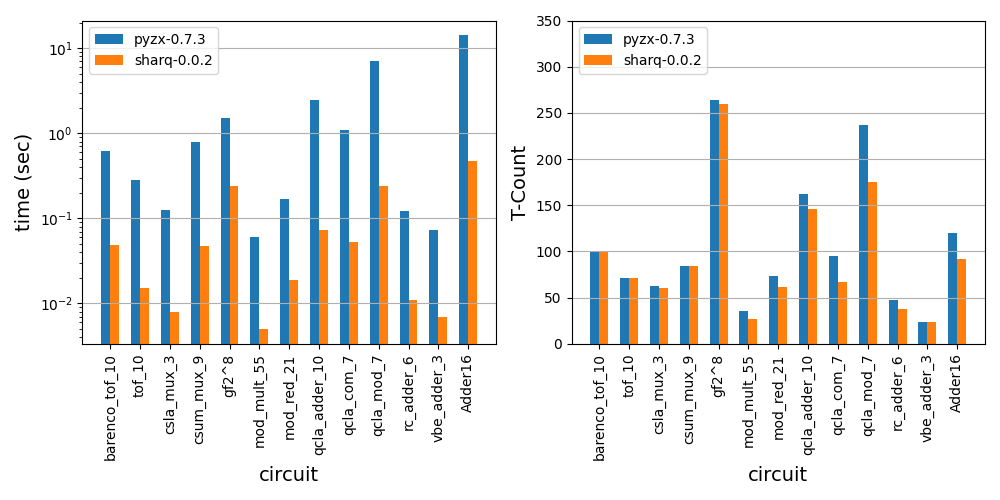 pyzx-0.7.3
sharq-0.0.2
10^1
10^0
10^−1
10^−2
time (sec)
barenco_tof_10
tof_10
csla_mux_3
csum_mux_9
gf2^8
mod_mult_55
mod_red_21
qcla_adder_10
qcla_com_7
qcla_mod_7
rc_adder_6
vbe_adder_3
Adder16
circuit
pyzx-0.7.3
sharq-0.0.2
350
300
250
200
150
100
50
0
T-Count
barenco_tof_10
tof_10
csla_mux_3
csum_mux_9
gf2^8
mod_mult_55
mod_red_21
qcla_adder_10
qcla_com_7
qcla_mod_7
rc_adder_6
vbe_adder_3
Adder16
circuit